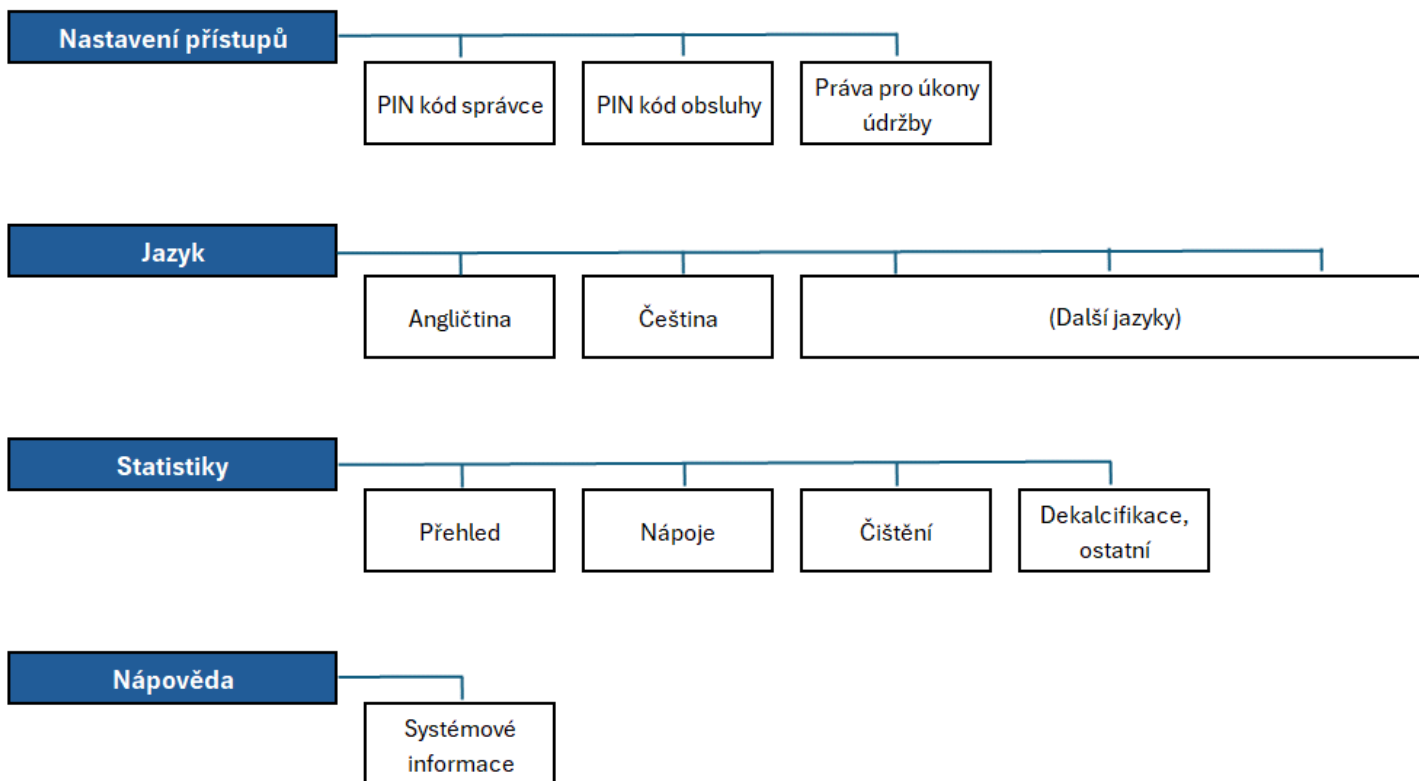 Nastavení přístupů
PIN kód správce
PIN kód obsluhy
Práva pro úkony
údržby
Jazyk
Angličtina
Čeština
(Další jazyky)
Statistiky
Přehled
Nápoje
Čištění
Dekalcifikace,
ostatní
Nápověda
Systémové
informace